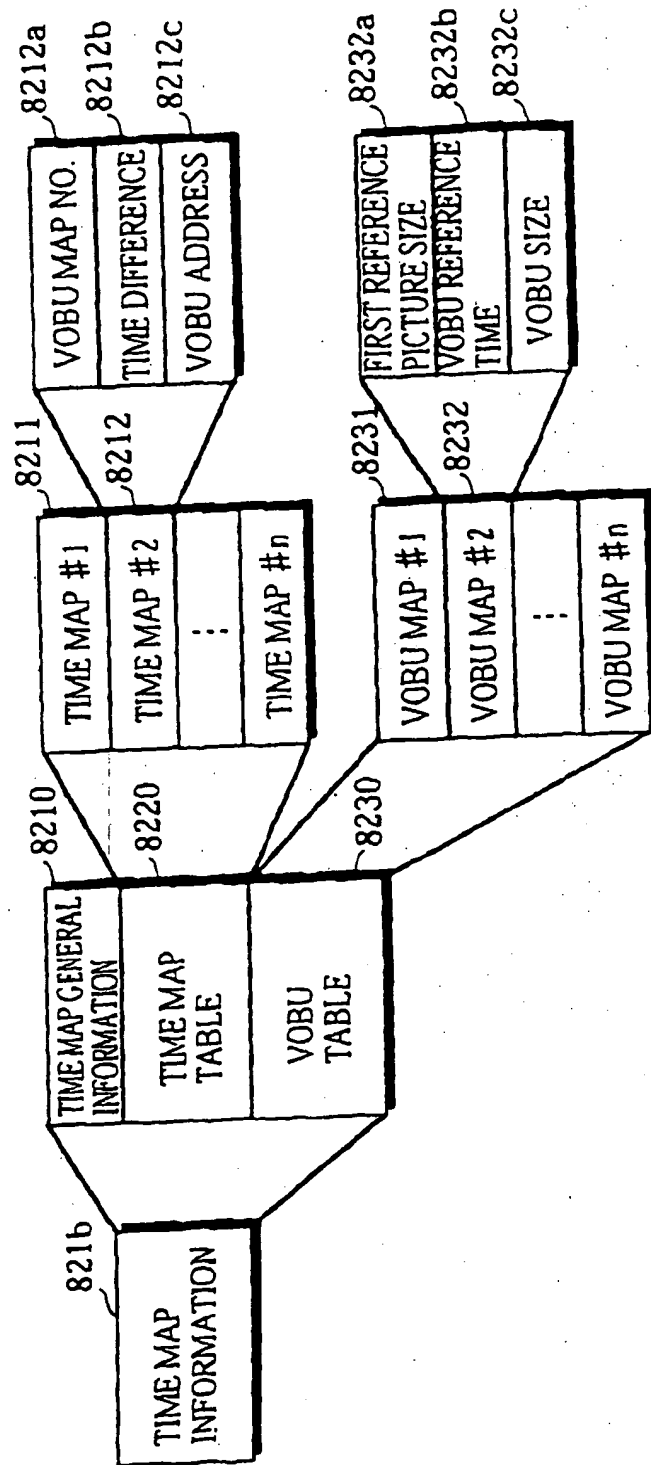 821b
TIME MAP
INFORMATION
8210
TIME MAP GENERAL
INFORMATION
8220
TIME MAP
TABLE
8230
VOBU
TABLE
8211
TIME MAP #1
8212
TIME MAP #2
TIME MAP #n
8231
VOBU MAP #1
8232
VOBU MAP #2
VOBU MAP #n
8212a
VOBU MAP NO.
8212b
TIME DIFFERENCE
8212c
VOBU ADDRESS
8232a
FIRST REFERENCE
PICTURE SIZE
8232b
VOBU REFERENCE
TIME
8232c
VOBU SIZE